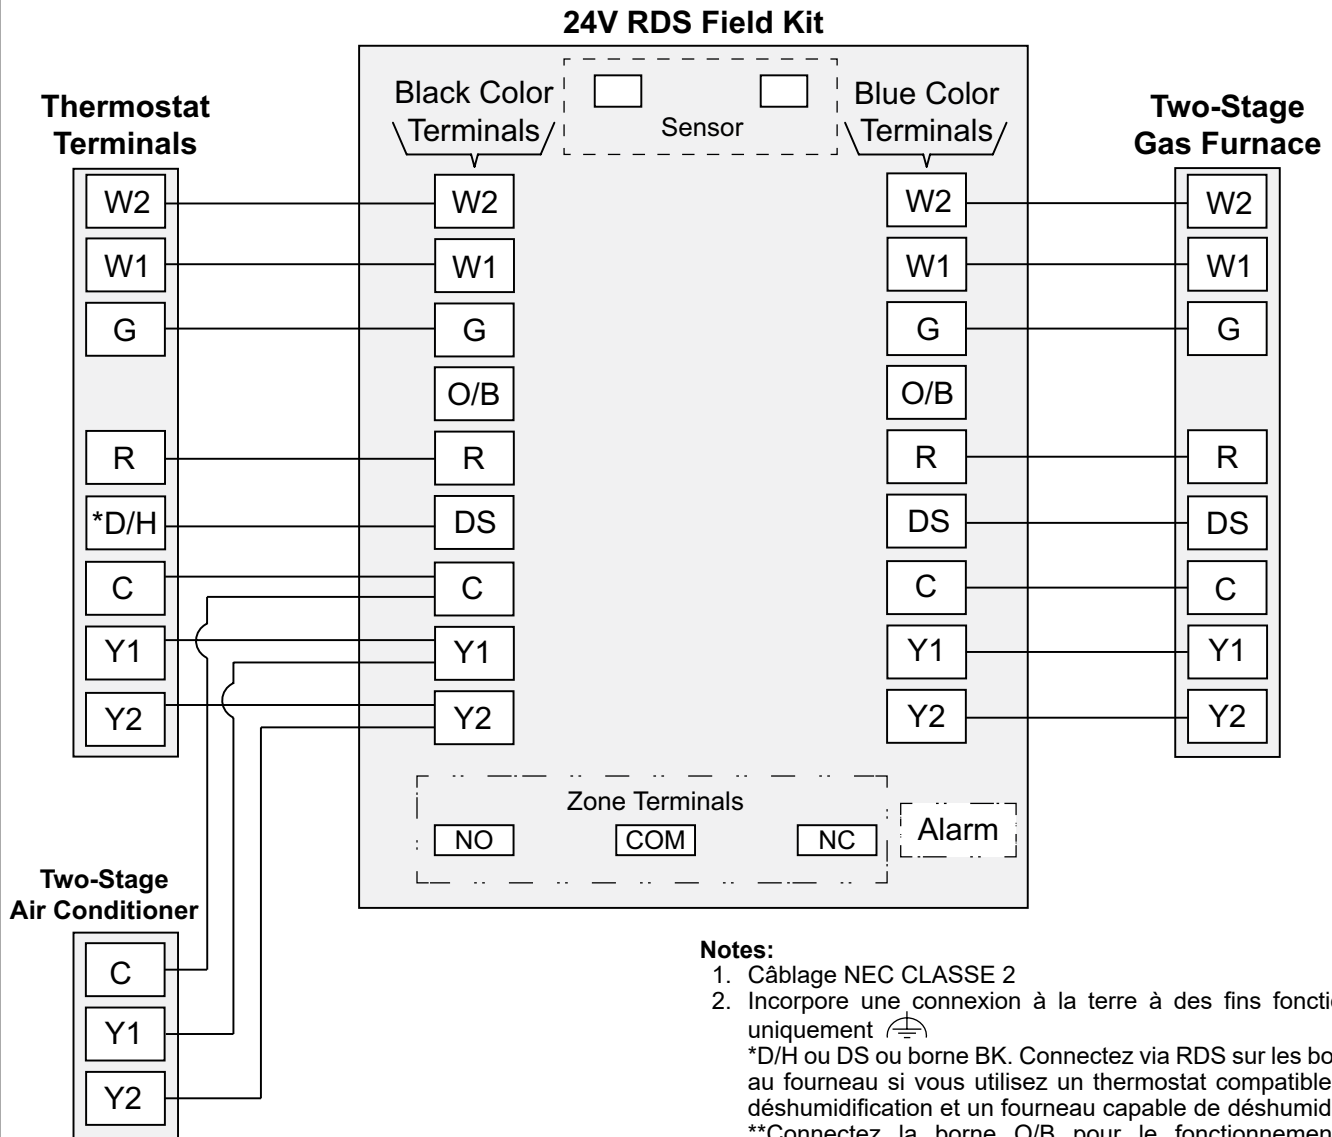 24V RDS Field Kit
Thermostat
Terminals
Black Color
Terminals
Sensor
Blue Color
Terminals
Two-Stage
Gas Furnace
W2
W2
W2
W2
W1
W1
W1
W1
G
G
G
G
O/B
O/B
R
R
R
R
*D/H
DS
DS
DS
C
C
C
C
Y1
Y1
Y1
Y1
Y2
Y2
Y2
Y2
Zone Terminals
NO
COM
NC
Alarm
Two-Stage
Air Conditioner
C
Y1
Y2
Notes:
1. Câblage NEC CLASSE 2
2. Incorpore une connexion à la terre à des fins
uniquement
*D/H ou DS ou borne BK. Connectez via RDS sur les
au fourneau si vous utilisez un thermostat compatible
déshumidification et un fourneau capable de
**Connectez la borne O/B pour le